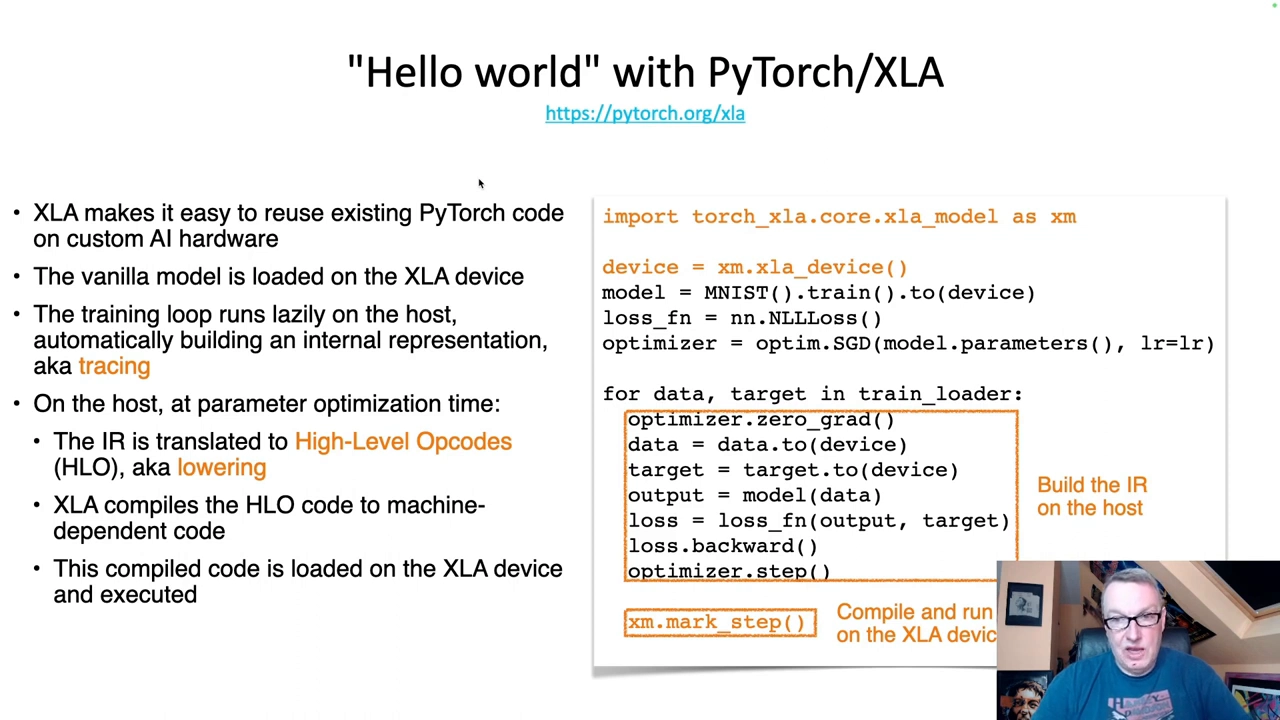 "Hello world" with PyTorch/XLA
https://pytorch.org/xla
• XLA makes it easy to reuse existing PyTorch code
on custom AI hardware
• The vanilla model is loaded on the XLA device
• The training loop runs lazily on the host,
automatically building an internal representation,
aka tracing
• On the host, at parameter optimization time:
• The IR is translated to High-Level Opcodes
(HLO), aka lowering
• XLA compiles the HLO code to machine-
dependent code
• This compiled code is loaded on the XLA device
and executed
import torch_xla.core.xla_model as xm
device = xm.xla_device()
model = MNIST().train().to(device)
loss_fn = nn.NLLLoss()
optimizer = optim.SGD(model.parameters(), lr=lr)
for data, target in train_loader:
optimizer.zero_grad()
data = data.to(device)
target = target.to(device)
output = model(data)
loss = loss_fn(output, target)
loss.backward()
optimizer.step()
Build the IR
on the host
xm.mark_step()
Compile and run
on the XLA